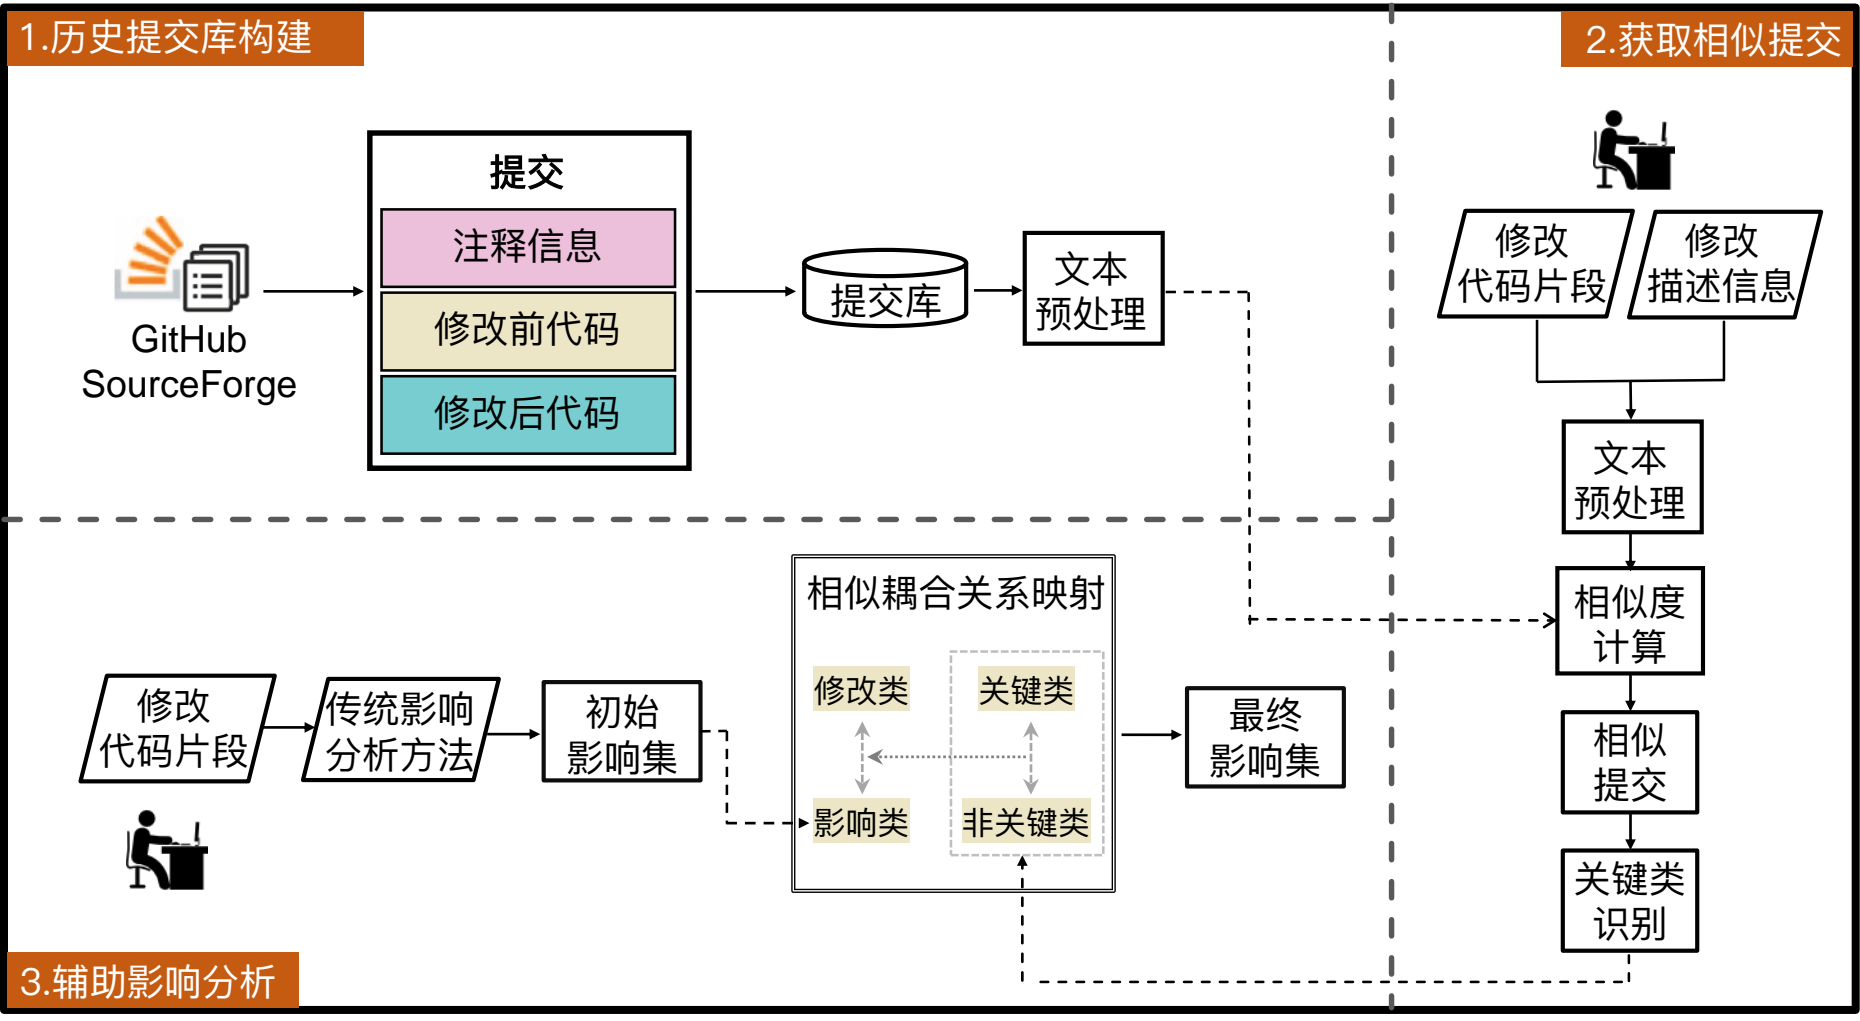 1.历史提交库构建
提交
注释信息
修改前代码
修改后代码
GitHub
SourceForge
提交库
文本
预处理
2.获取相似提交
修改
代码片段
修改
描述信息
文本
预处理
相似度
计算
相似
提交
关键类
识别
3.辅助影响分析
修改
代码片段
传统影响
分析方法
初始
影响集
相似耦合关系映射
修改类
关键类
影响类
非关键类
最终
影响集